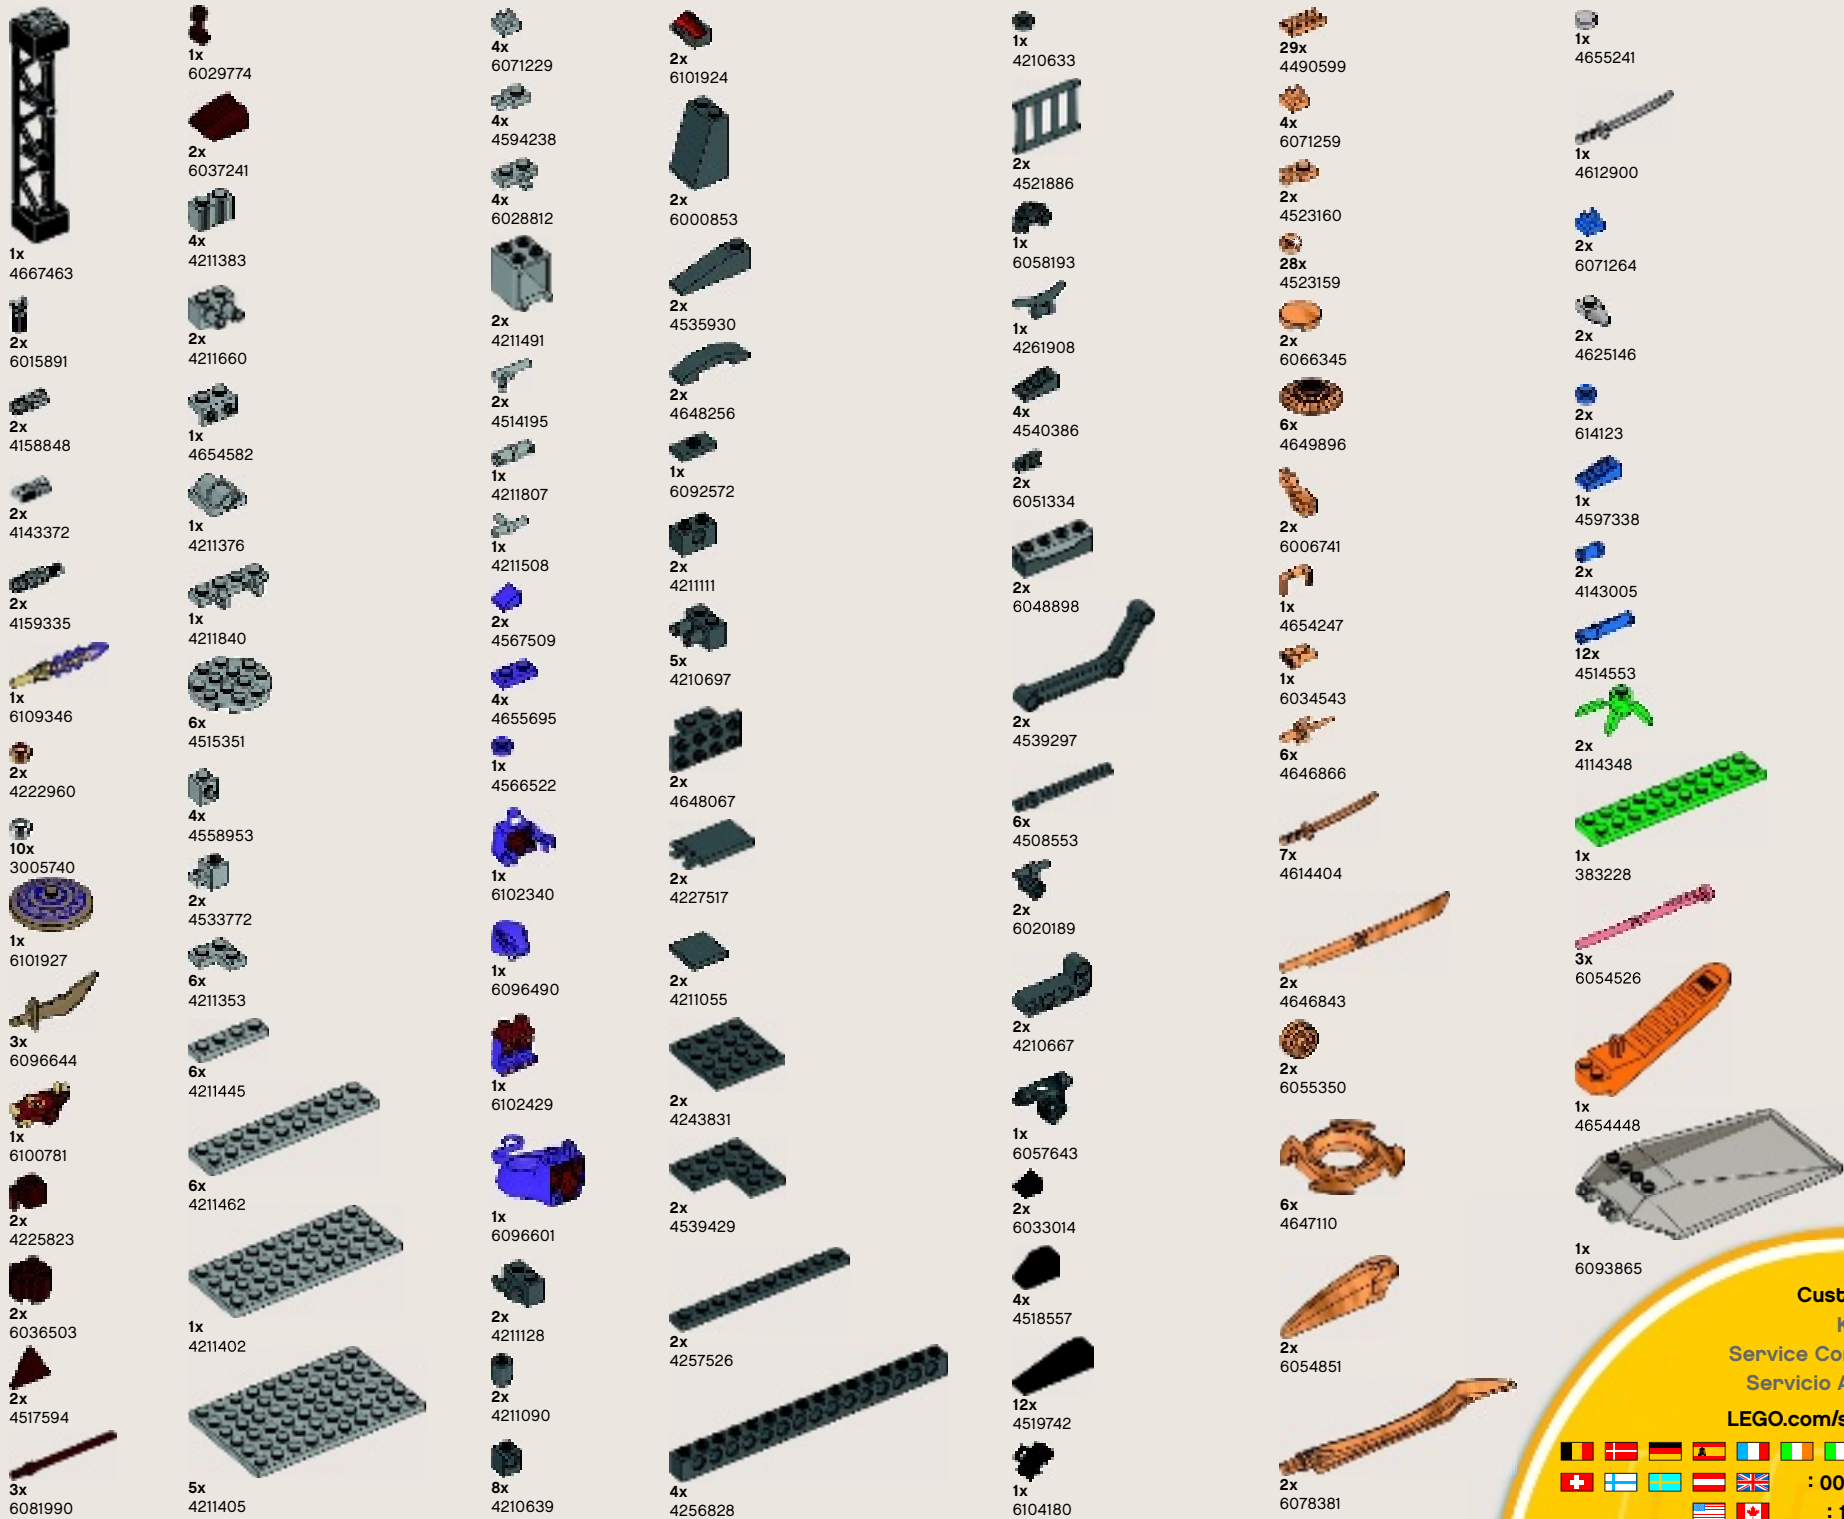 1x
4667463
2x
6015891
2x
4158848
2x
4143372
2x
4159335
1x
6109346
2x
4222960
10x
3005740
1x
6101927
3x
6096644
1x
6100781
2x
4225823
2x
6036503
2x
4517594
3x
6081990
1x
6029774
2x
6037241
4x
4211383
2x
4211660
1x
4654582
1x
4211376
1x
4211840
6x
4515351
4x
4558953
2x
4533772
6x
4211353
6x
4211445
6x
4211462
1x
4211402
5x
4211405
4x
6071229
4x
4594238
4x
6028812
2x
4211491
2x
4514195
1x
4211807
1x
4211508
2x
4567509
4x
4655695
1x
4566522
1x
6102340
1x
6096490
1x
6102429
1x
6096601
2x
4211128
2x
4211090
8x
4210639
2x
6101924
2x
6000853
2x
4535930
2x
4648256
1x
6092572
2x
4211111
5x
4210697
2x
4648067
2x
4227517
2x
4211055
2x
4243831
2x
4539429
2x
4257526
4x
4256828
1x
4210633
2x
4521886
1x
6058193
1x
4261908
4x
4540386
2x
6051334
2x
6048898
2x
4539297
6x
4508553
2x
6020189
2x
4210667
1x
6057643
2x
6033014
4x
4518557
12x
4519742
1x
6104180
29x
4490599
4x
6071259
2x
4523160
28x
4523159
2x
6066345
6x
4649896
2x
6006741
1x
4654247
1x
6034543
6x
4646866
7x
4614404
2x
4646843
2x
6055350
6x
4647110
2x
6054851
2x
6078381
1x
4655241
1x
4612900
2x
6071264
2x
4625146
2x
614123
1x
4597338
2x
4143005
12x
4514553
2x
4114348
1x
383228
3x
6054526
1x
4654448
1x
6093865
Cust
K
Service Co
Servicio A
LEGO.com/s
: 00
: 1